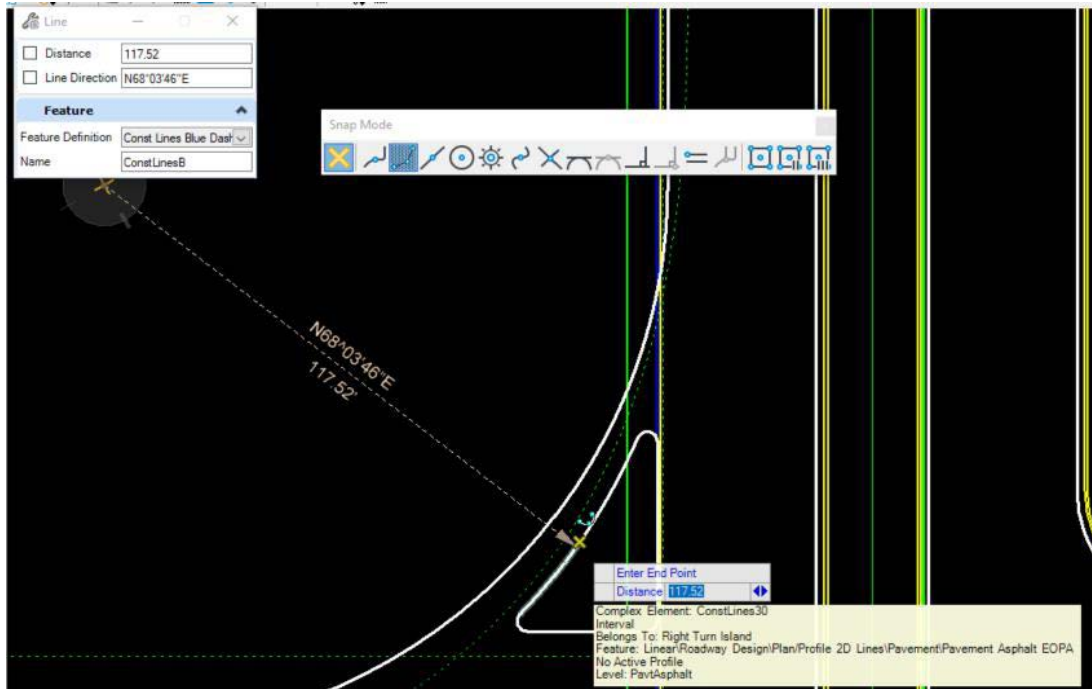 Line
Distance 117.52
Line Direction N68°03'46"E
Feature
Feature Definition Const Lines Blue Dash
Name ConstLinesB
Snap Mode
N68^03'46"E
117.52'
Enter End Point
Distance 117.52
Complex Element: ConstLines30
Interval
Belongs To: Right Turn Island
Feature: Linear\Roadway Design\Plan/Profile 2D Lines\Pavement\Pavement Asphalt EOPA
No Active Profile
Level: PavtAsphalt